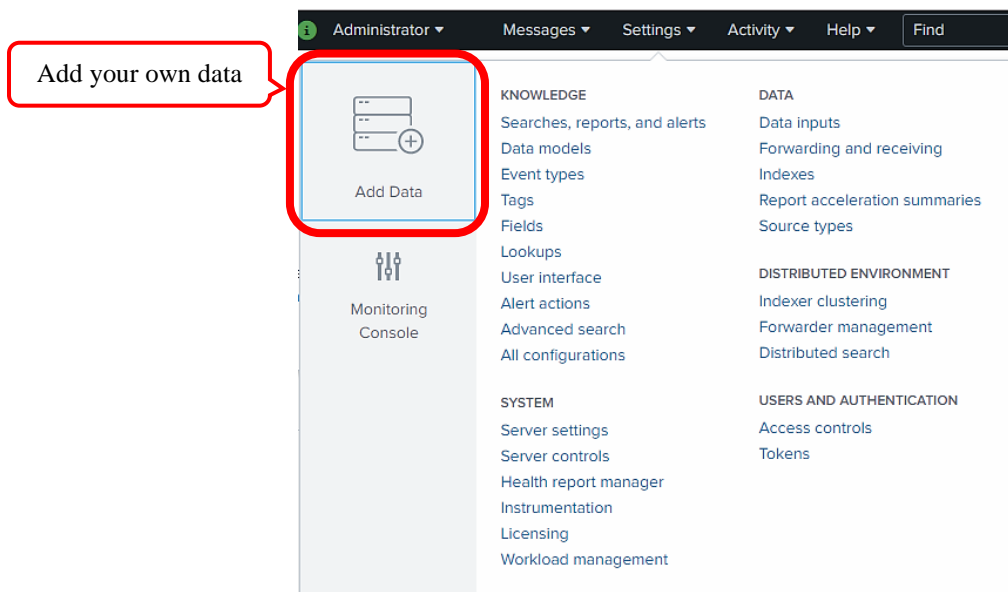 Administrator Messages Settings Activity Help Find
Add your own data
Add Data
Monitoring
Console
KNOWLEDGE
Searches, reports, and alerts
Data models
Event types
Tags
Fields
Lookups
User interface
Alert actions
Advanced search
All configurations
SYSTEM
Server settings
Server controls
Health report manager
Instrumentation
Licensing
Workload management
DATA
Data inputs
Forwarding and receiving
Indexes
Report acceleration summaries
Source types
DISTRIBUTED ENVIRONMENT
Indexer clustering
Forwarder management
Distributed search
USERS AND AUTHENTICATION
Access controls
Tokens